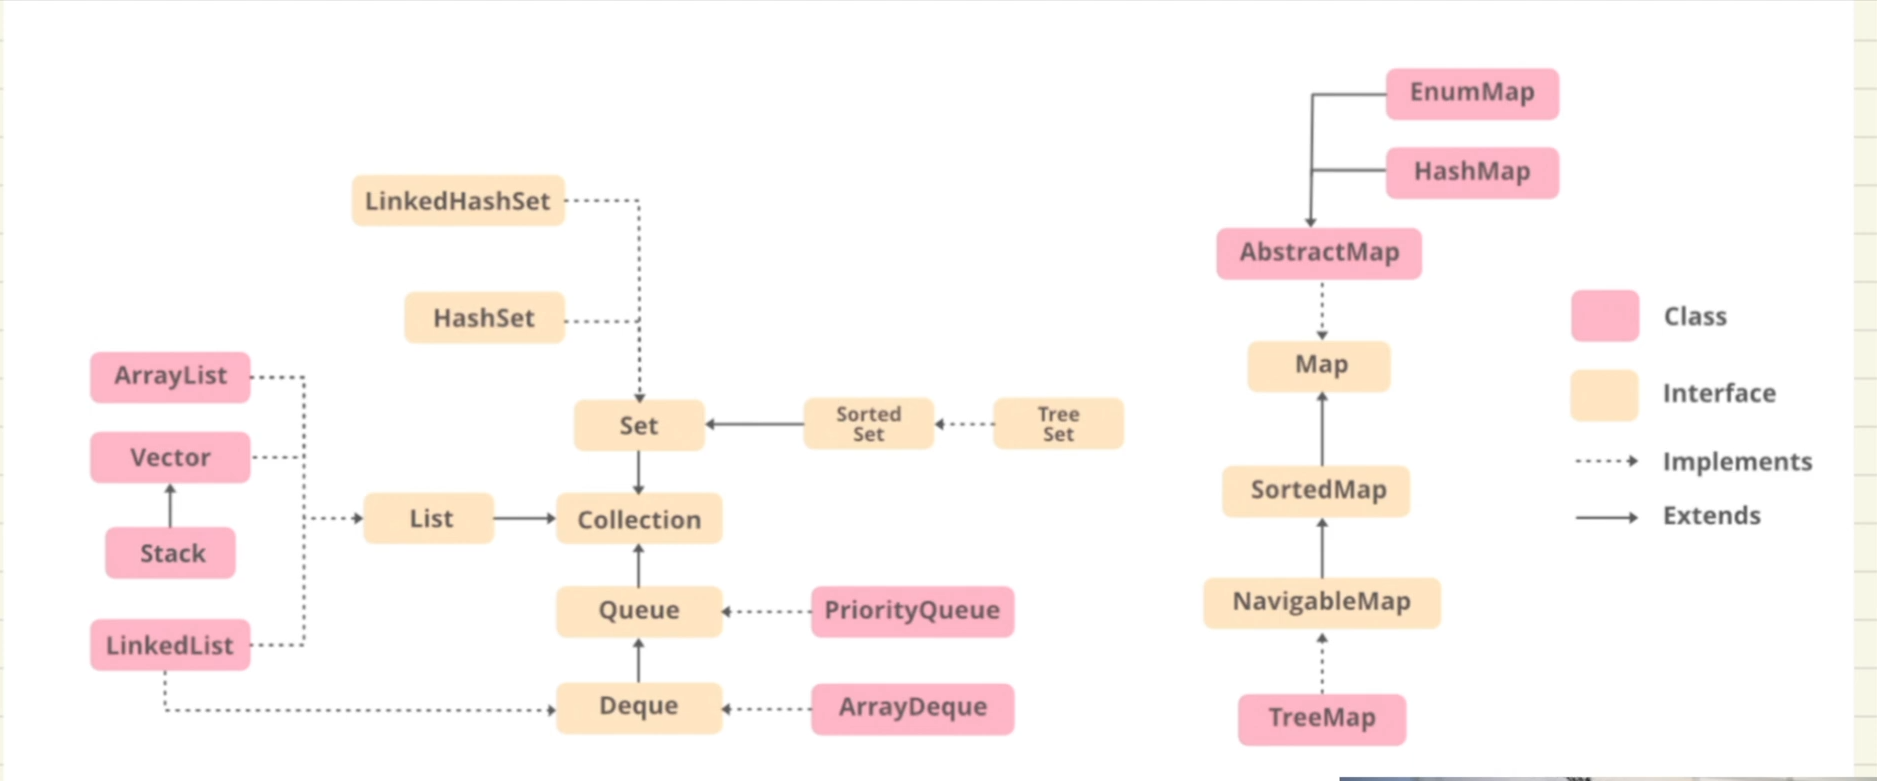 EnumMap
HashMap
LinkedHashSet
AbstractMap
HashSet
Class
Map
ArrayList
Interface
Set
Sorted
Set
Tree
Set
Vector
Implements
SortedMap
List
Collection
Extends
Stack
Queue
PriorityQueue
NavigableMap
LinkedList
Deque
ArrayDeque
TreeMap